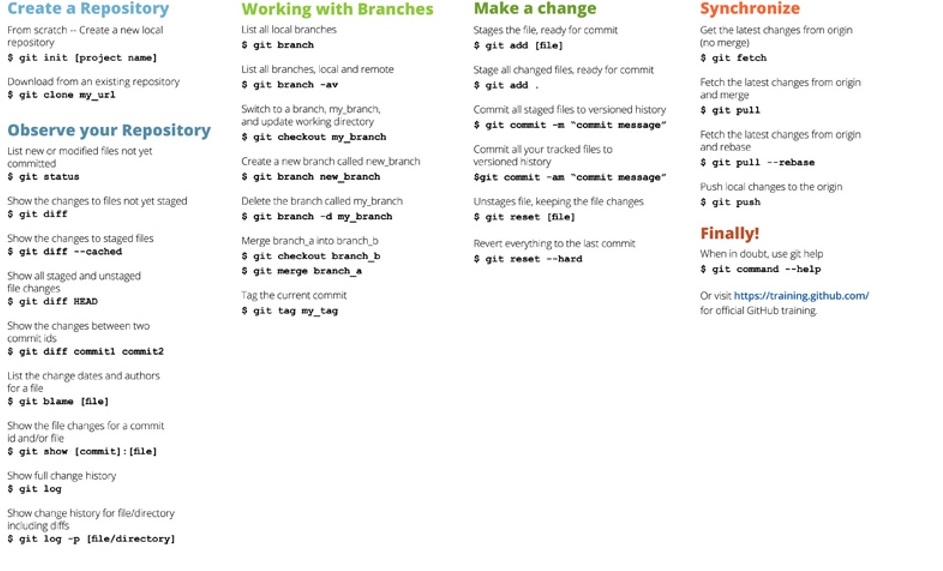 Create a Repository
From scratch -- Create a new local
repository
$ git init [project name]
Download from an existing repository
$ git clone my_url
Observe your Repository
List new or modified files not yet
committed
$ git status
Show the changes to files not yet staged
$ git diff
Show the changes to staged files
$ git diff --cached
Show all staged and unstaged
file changes
$ git diff HEAD
Show the changes between two
commit ids
$ git diff commit1 commit2
List the change dates and authors
for a file
$ git blame [file]
Show the file changes for a commit
id and/or file
$ git show [commit]:[file]
Show full change history
$ git log
Show change history for file/directory
including diffs
$ git log -p [file/directory]
Working with Branches
List all local branches
$ git branch
List all branches, local and remote
$ git branch -av
Switch to a branch, my_branch,
and update working directory
$ git checkout my_branch
Create a new branch called new_branch
$ git branch new_branch
Delete the branch called my_branch
$ git branch -d my_branch
Merge branch_a into branch_b
$ git checkout branch_b
$ git merge branch_a
Tag the current commit
$ git tag my_tag
Make a change
Stages the file, ready for commit
$ git add [file]
Stage all changed files, ready for commit
$ git add .
Commit all staged files to versioned history
$ git commit -m “commit message”
Commit all your tracked files to
versioned history
$git commit -am “commit message”
Unstages file, keeping the file changes
$ git reset [file]
Revert everything to the last commit
$ git reset --hard
Synchronize
Get the latest changes from origin
(no merge)
$ git fetch
Fetch the latest changes from origin
and merge
$ git pull
Fetch the latest changes from origin
and rebase
$ git pull --rebase
Push local changes to the origin
$ git push
Finally!
When in doubt, use git help
$ git command --help
Or visit https://training.github.com/
for official GitHub training.